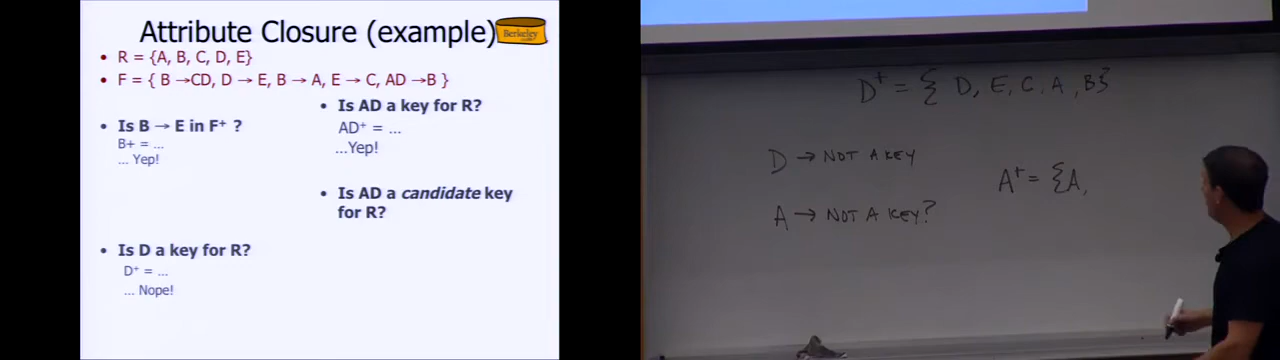 Attribute Closure (example)
Berkeley
• R = {A, B, C, D, E}
• F = { B →CD, D → E, B → A, E → C, AD →B }
• Is B → E in F⁺ ?
B+ = ...
... Yep!
• Is D a key for R?
D⁺ = ...
... Nope!
• Is AD a key for R?
AD⁺ = ...
...Yep!
• Is AD a candidate key
for R?
D⁺ = { D, E, C, A, B}
D → NOT A KEY
A → NOT A KEY?
A⁺ = {A,